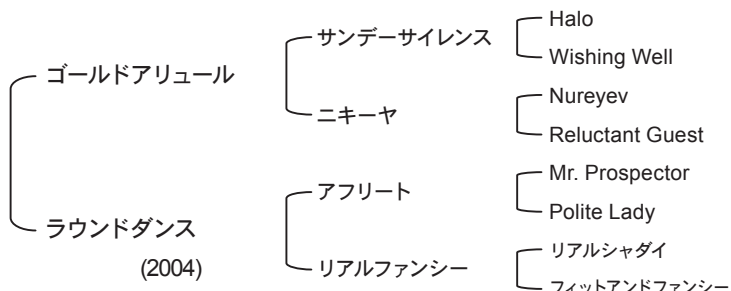 ゴールドアリュール
サンデーサイレンス
Halo
Wishing Well
ニキーヤ
Nureyev
Reluctant Guest
ラウンドダンス
(2004)
アフリート
Mr. Prospector
Polite Lady
リアルファンシー
リアルシャダイ
フィットアンドファンシー